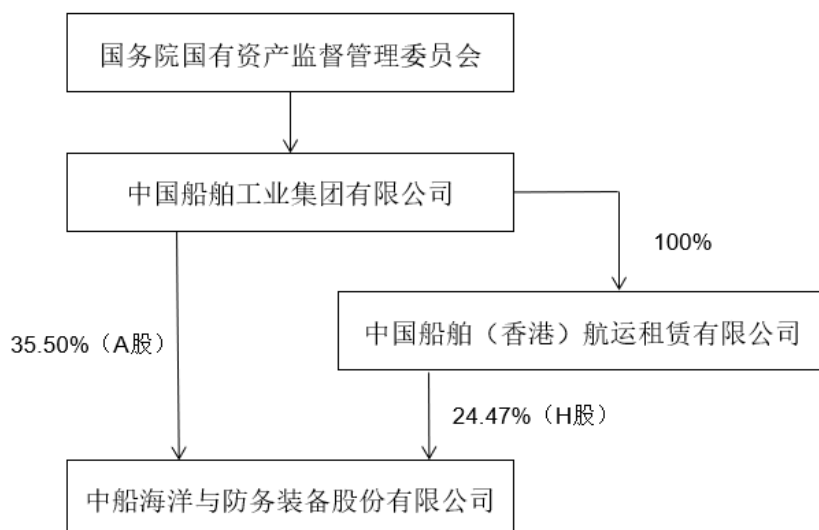 国务院国有资产监督管理委员会
中国船舶工业集团有限公司
100%
中国船舶（香港）航运租赁有限公司
35.50%（A股）
24.47%（H股）
中船海洋与防务装备股份有限公司